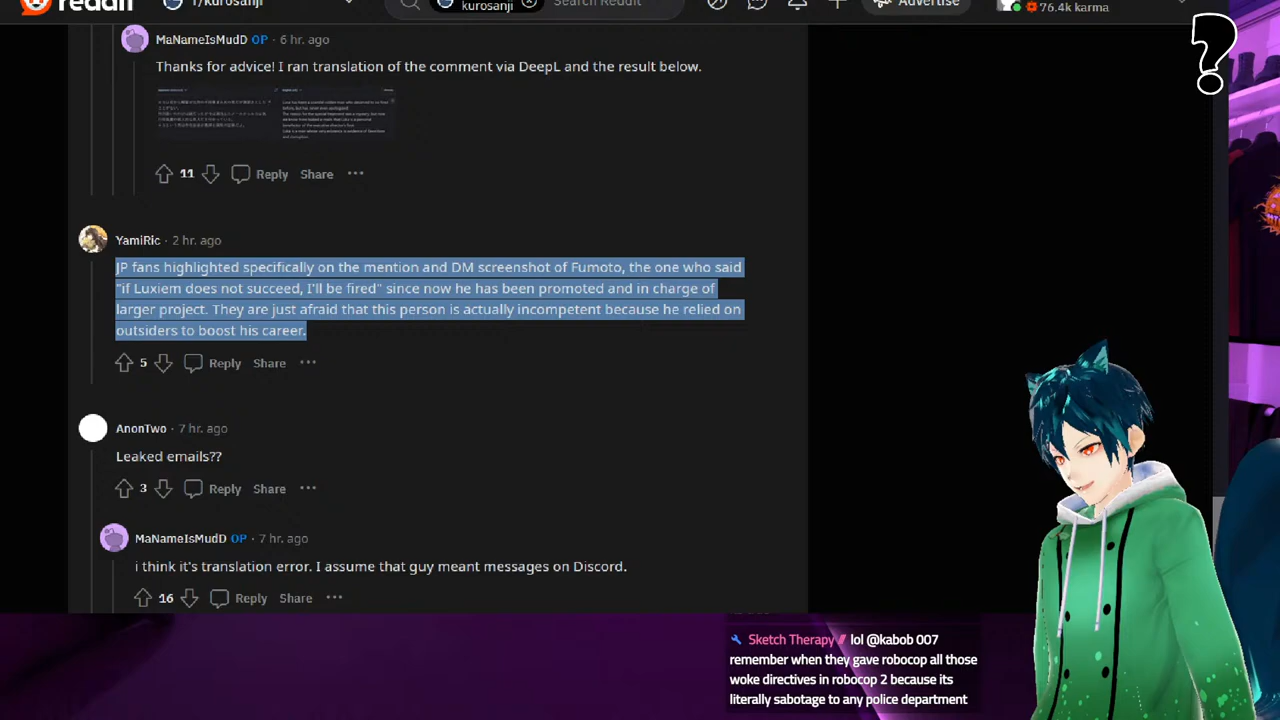 reddit
r/kurosanji
kurosanji
Search Reddit
Advertise
76.4k karma
MaNameIsMudD OP · 6 hr. ago
Thanks for advice! I ran translation of the comment via DeepL and the result below.
11 Reply Share ···
YamiRic · 2 hr. ago
JP fans highlighted specifically on the mention and DM screenshot of Fumoto, the one who said
"if Luxiem does not succeed, I'll be fired" since now he has been promoted and in charge of
larger project. They are just afraid that this person is actually incompetent because he relied on
outsiders to boost his career.
5 Reply Share ···
AnonTwo · 7 hr. ago
Leaked emails??
3 Reply Share ···
MaNameIsMudD OP · 7 hr. ago
i think it's translation error. I assume that guy meant messages on Discord.
16 Reply Share ···
Sketch Therapy // lol @kabob 007
remember when they gave robocop all those
woke directives in robocop 2 because its
literally sabotage to any police department
?